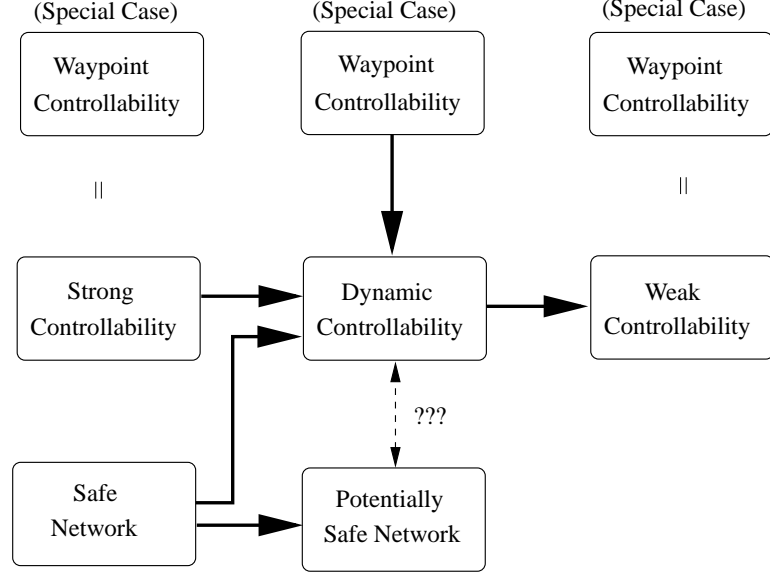 (Special Case)
(Special Case)
(Special Case)
Waypoint
Controllability
Waypoint
Controllability
Waypoint
Controllability
=
=
Strong
Controllability
Dynamic
Controllability
Weak
Controllability
???
Safe
Network
Potentially
Safe Network